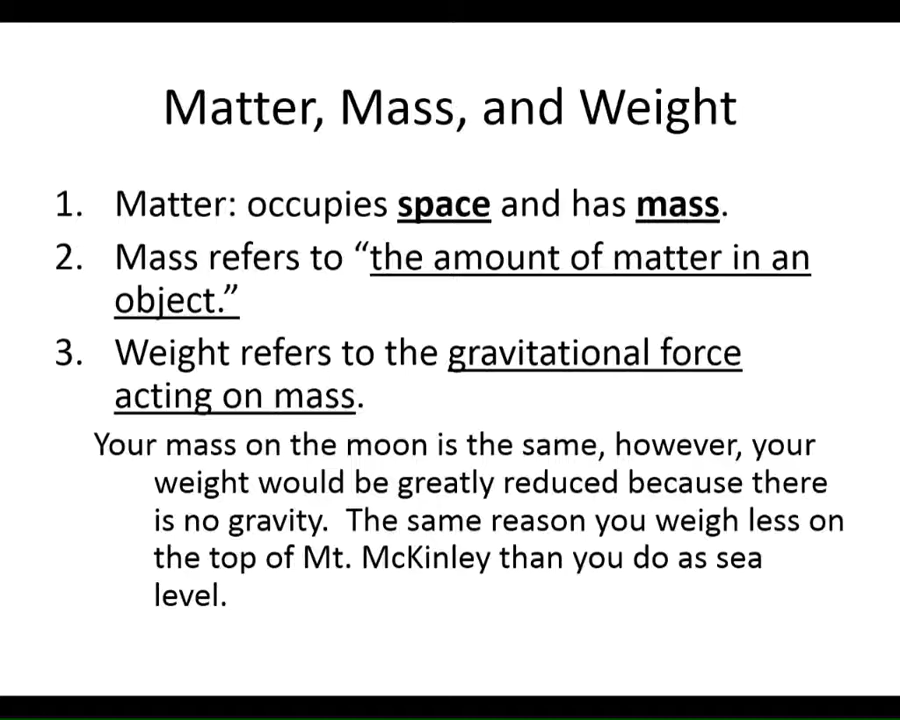 Matter, Mass, and Weight
1. Matter: occupies space and has mass.
2. Mass refers to “the amount of matter in an
object.”
3. Weight refers to the gravitational force
acting on mass.
Your mass on the moon is the same, however, your
weight would be greatly reduced because there
is no gravity. The same reason you weigh less on
the top of Mt. McKinley than you do as sea
level.